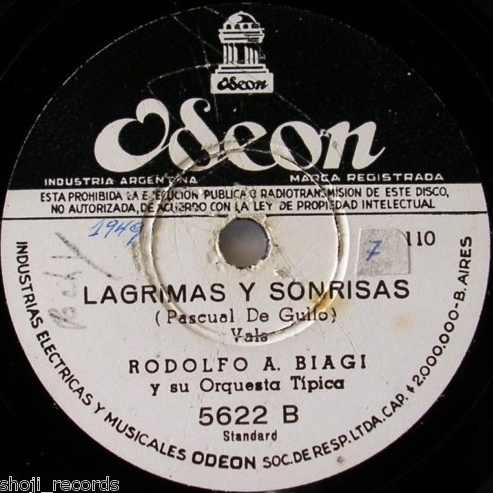 Odeon
Odeon
INDUSTRIA ARGENTINA MARCA REGISTRADA
ESTA PROHIBIDA LA EJECUCION PUBLICA O RADIOTRANSMISION DE ESTE DISCO,
NO AUTORIZADA, DE ACUERDO CON LA LEY DE PROPIEDAD INTELECTUAL
1949
7
110
LAGRIMAS Y SONRISAS
(Pascual De Gullo)
Vals
RODOLFO A. BIAGI
y su Orquesta Típica
5622 B
Standard
INDUSTRIAS ELECTRICAS Y MUSICALES ODEON SOC. DE RESP. LTDA. CAP. $ 2.000.000-B. AIRES
shoji_records